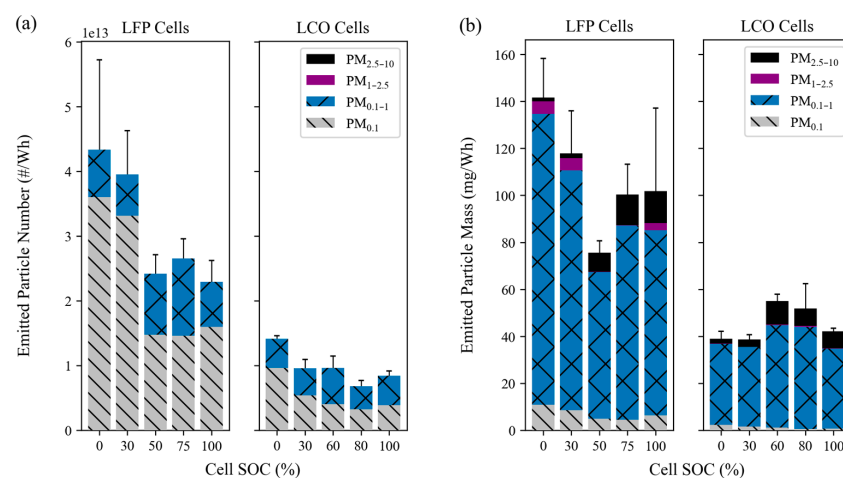 (a)
LFP Cells
LCO Cells
1e13
6
5
4
3
2
1
0
Emitted Particle Number (#/Wh)
PM2.5–10
PM1–2.5
PM0.1–1
PM0.1
0 30 50 75 100
0 30 60 80 100
Cell SOC (%)
(b)
LFP Cells
LCO Cells
160
140
120
100
80
60
40
20
0
Emitted Particle Mass (mg/Wh)
PM2.5–10
PM1–2.5
PM0.1–1
PM0.1
0 30 50 75 100
0 30 60 80 100
Cell SOC (%)